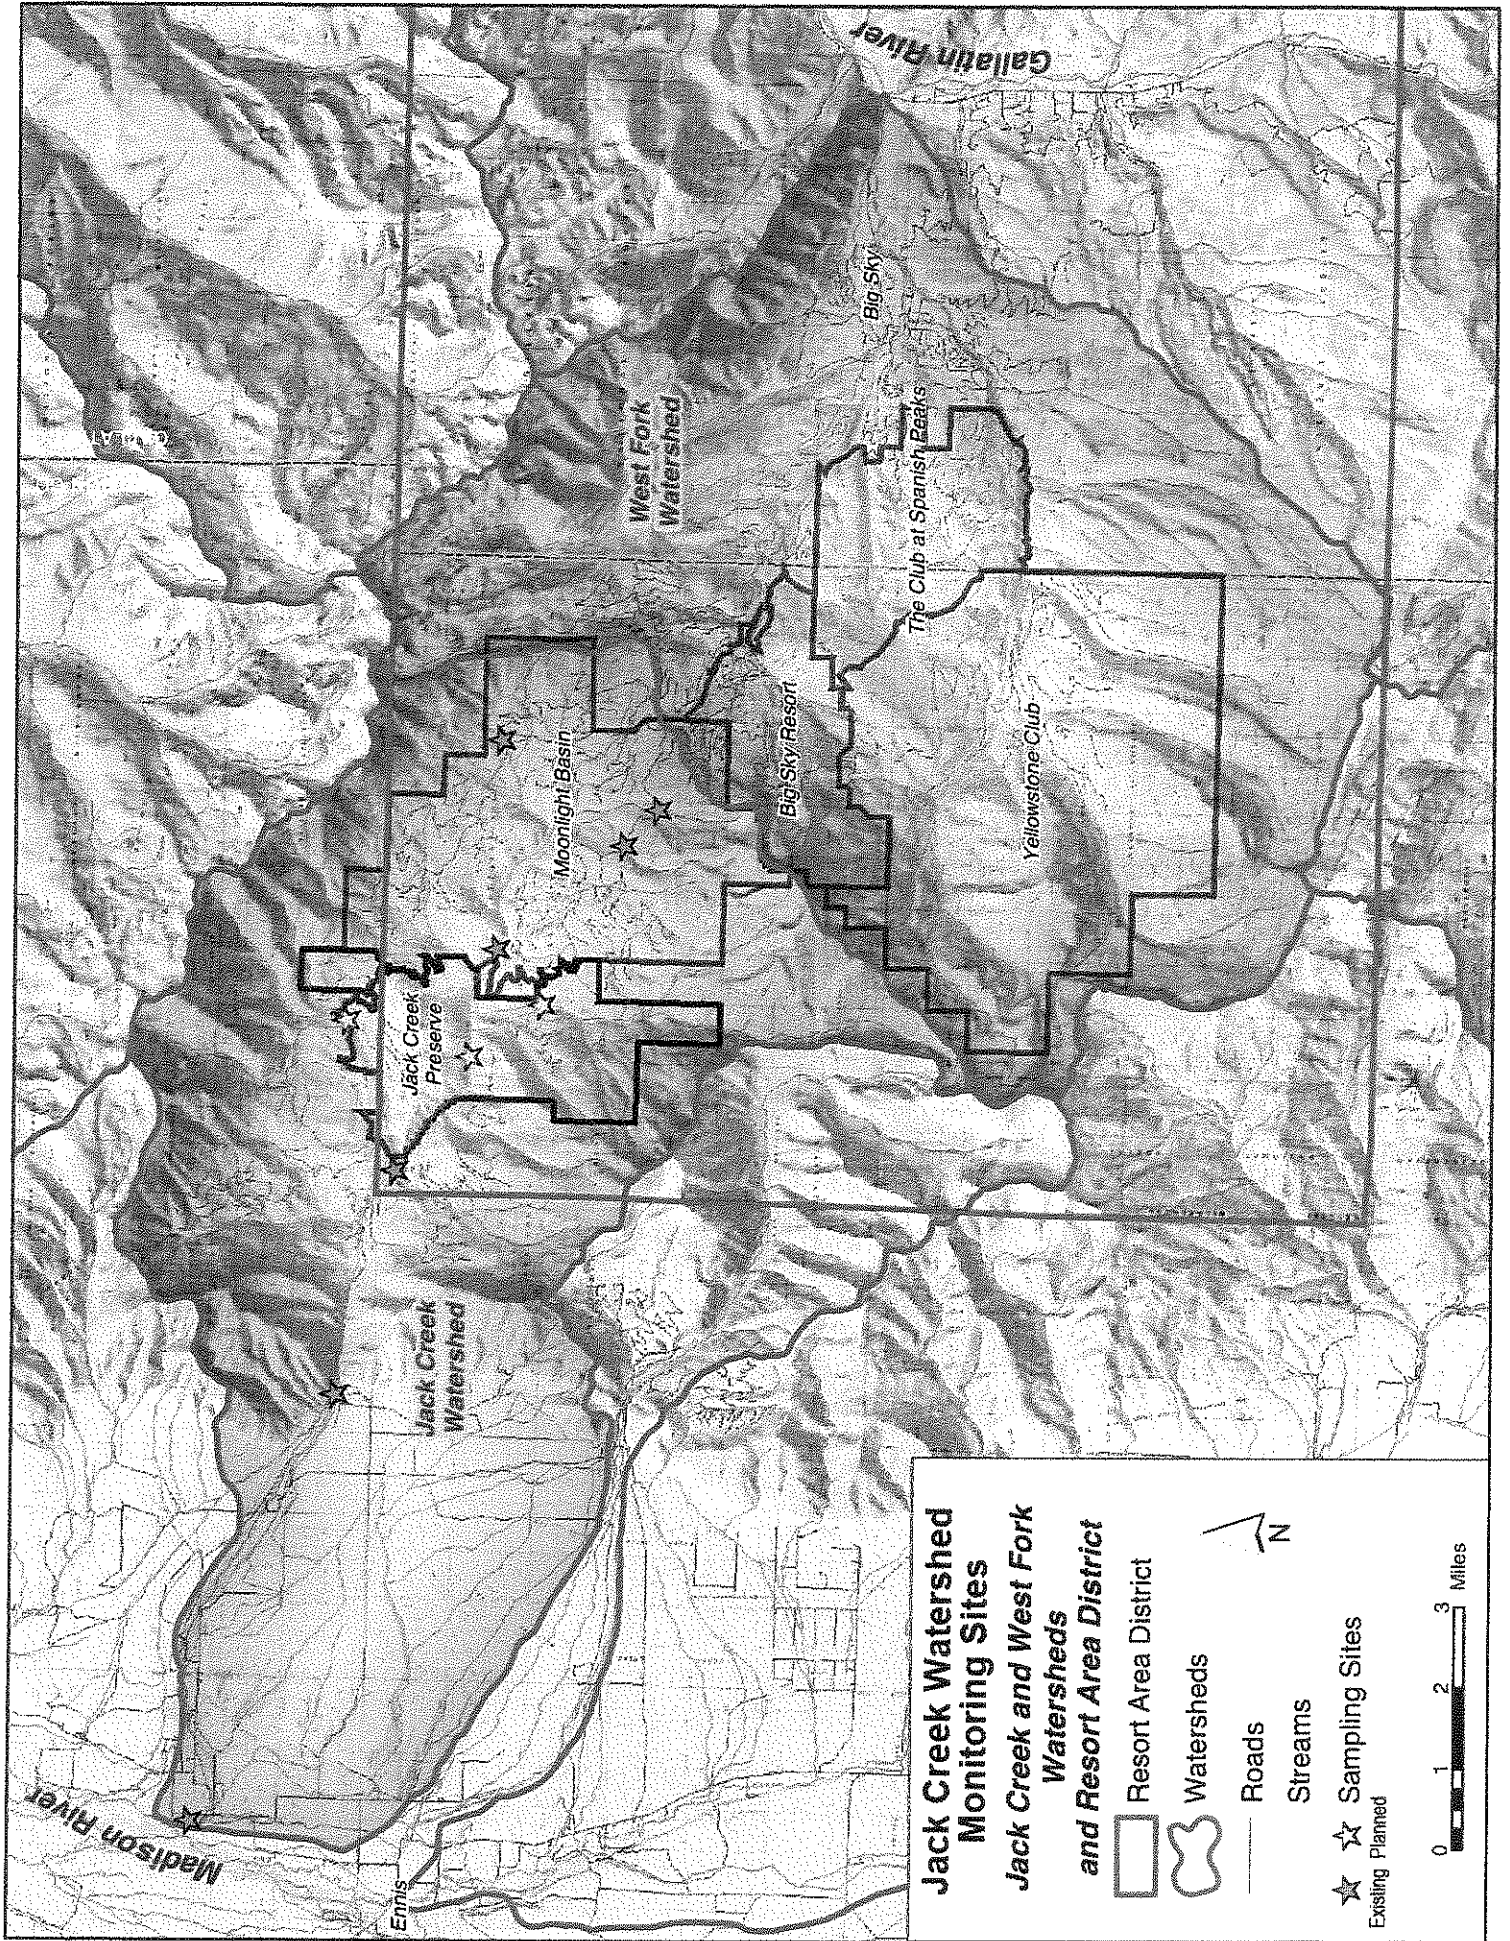 Gallatin River
Big Sky
West Fork
Watershed
The Club at Spanish Peaks
Moonlight Basin
Big Sky Resort
Yellowstone Club
Jack Creek
Preserve
Jack Creek
Watershed
Madison River
Ennis
Jack Creek Watershed
Monitoring Sites
Jack Creek and West Fork
Watersheds
and Resort Area District
Resort Area District
Watersheds
Roads
Streams
Sampling Sites
Existing Planned
N
0 1 2 3 Miles